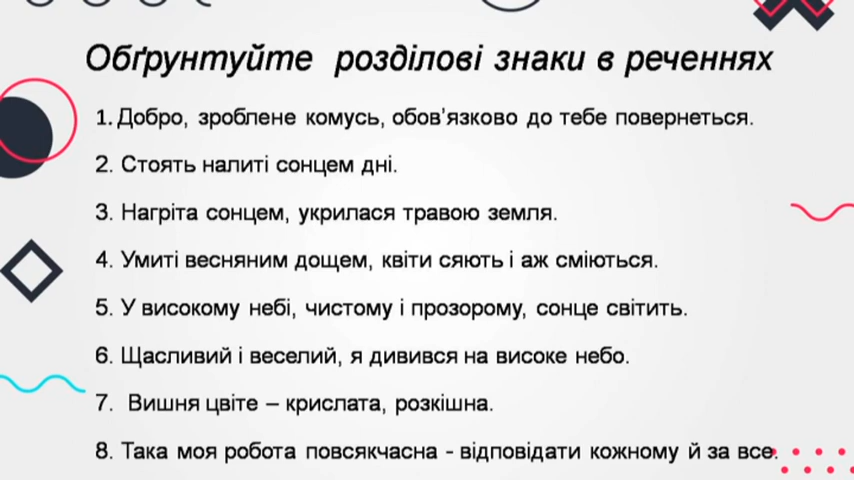 Обґрунтуйте розділові знаки в реченнях
1. Добро, зроблене комусь, обов’язково до тебе повернеться.
2. Стоять налиті сонцем дні.
3. Нагріта сонцем, укрилася травою земля.
4. Умиті весняним дощем, квіти сяють і аж сміються.
5. У високому небі, чистому і прозорому, сонце світить.
6. Щасливий і веселий, я дивився на високе небо.
7. Вишня цвіте – крислата, розкішна.
8. Така моя робота повсякчасна - відповідати кожному й за все.